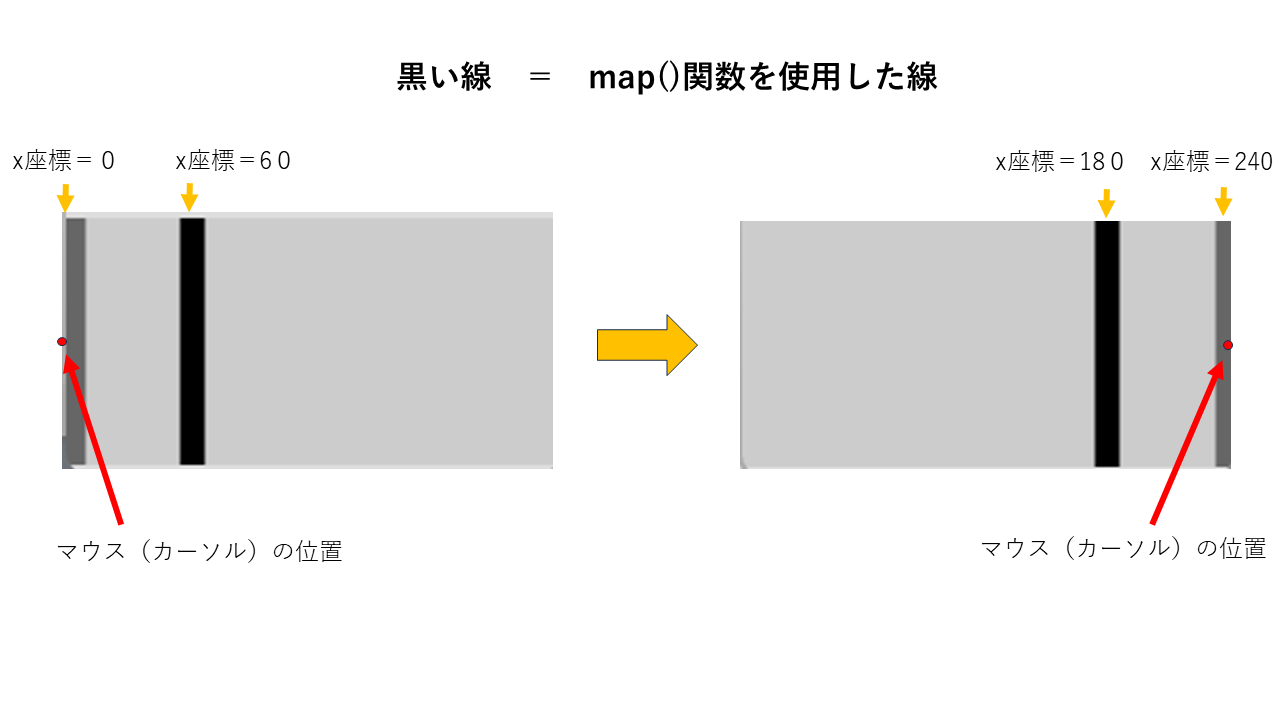 黒い線　＝　map()関数を使用した線
x座標＝０
x座標＝6０
x座標＝18０
x座標＝240
マウス（カーソル）の位置
マウス（カーソル）の位置